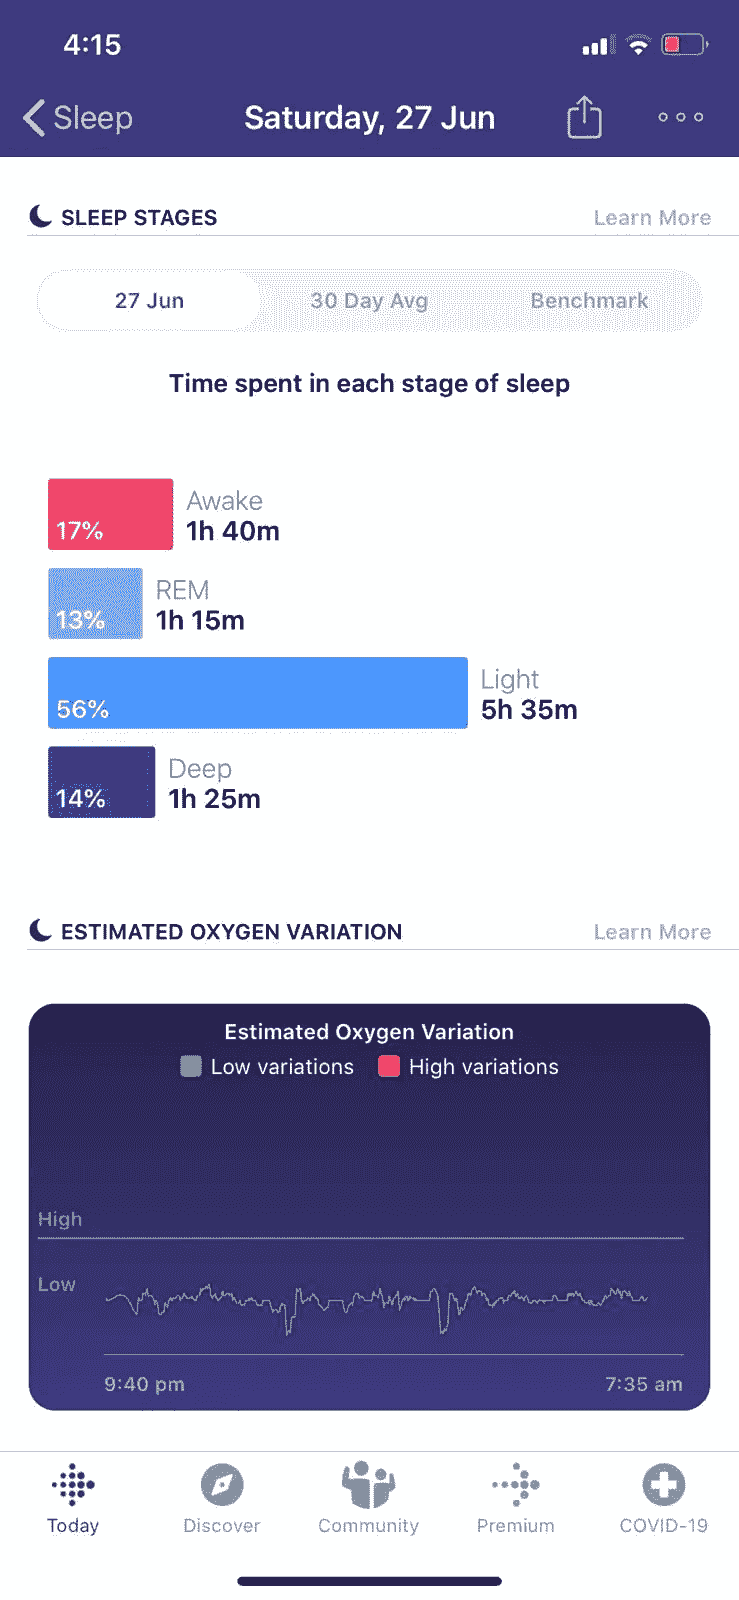 4:15
Sleep
Saturday, 27 Jun
SLEEP STAGES
Learn More
27 Jun
30 Day Avg
Benchmark
Time spent in each stage of sleep
17%
Awake
1h 40m
13%
REM
1h 15m
56%
Light
5h 35m
14%
Deep
1h 25m
ESTIMATED OXYGEN VARIATION
Learn More
Estimated Oxygen Variation
Low variations
High variations
High
Low
9:40 pm
7:35 am
Today
Discover
Community
Premium
COVID-19